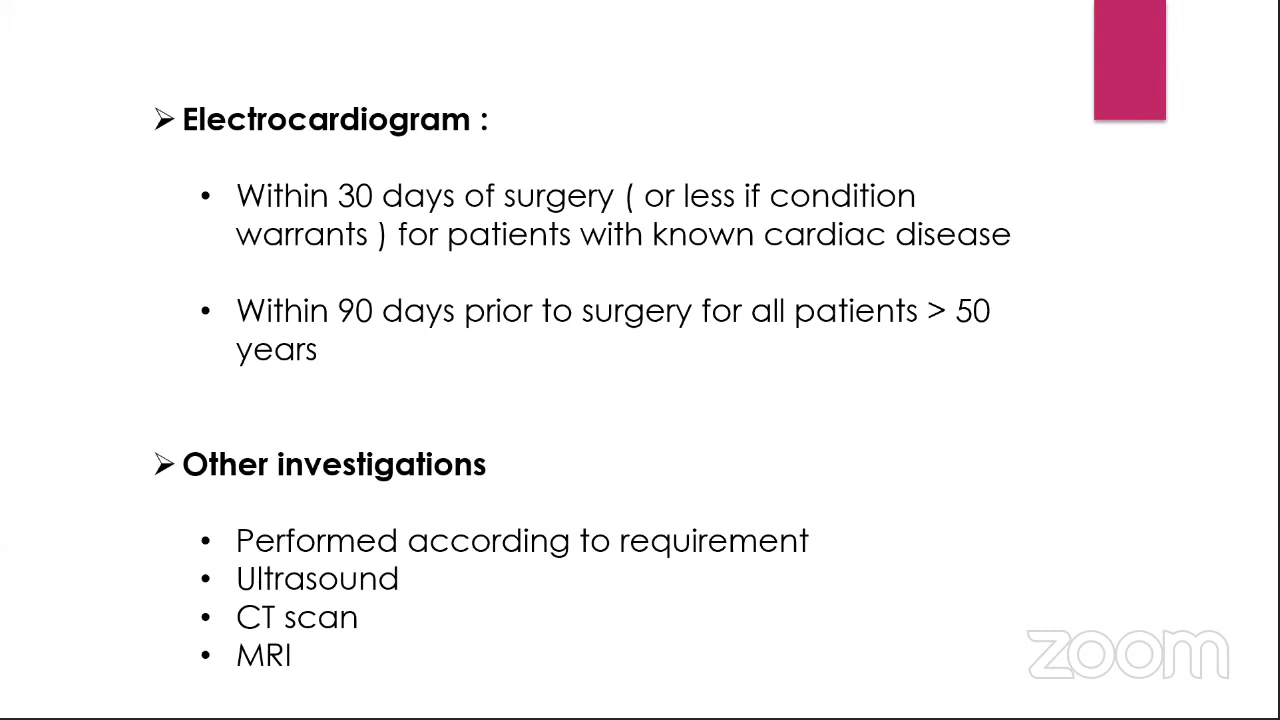 ➢ Electrocardiogram :
• Within 30 days of surgery ( or less if condition
warrants ) for patients with known cardiac disease
• Within 90 days prior to surgery for all patients > 50
years
➢ Other investigations
• Performed according to requirement
• Ultrasound
• CT scan
• MRI
zoom